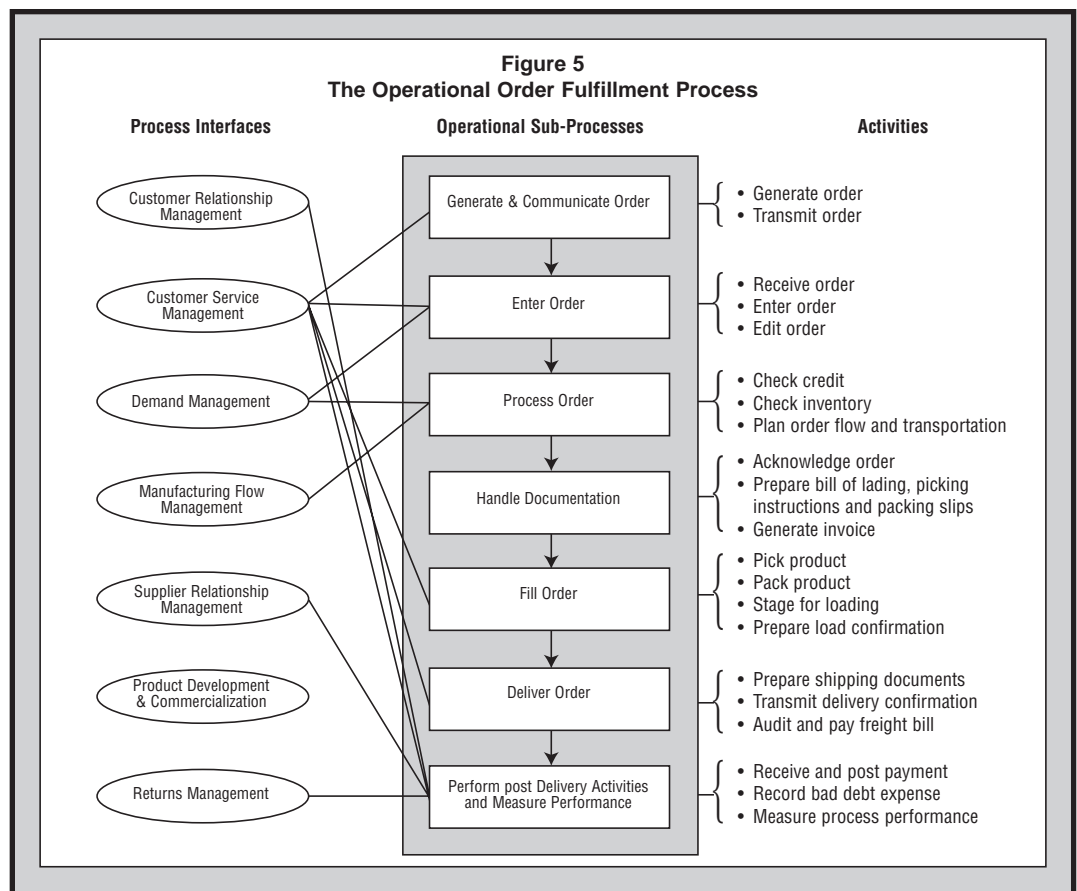 Figure 5
The Operational Order Fulfillment Process
Process Interfaces
Operational Sub-Processes
Activities
Customer Relationship
Management
Customer Service
Management
Demand Management
Manufacturing Flow
Management
Supplier Relationship
Management
Product Development
& Commercialization
Returns Management
Generate & Communicate Order
Enter Order
Process Order
Handle Documentation
Fill Order
Deliver Order
Perform post Delivery Activities
and Measure Performance
• Generate order
• Transmit order
• Receive order
• Enter order
• Edit order
• Check credit
• Check inventory
• Plan order flow and transportation
• Acknowledge order
• Prepare bill of lading, picking
instructions and packing slips
• Generate invoice
• Pick product
• Pack product
• Stage for loading
• Prepare load confirmation
• Prepare shipping documents
• Transmit delivery confirmation
• Audit and pay freight bill
• Receive and post payment
• Record bad debt expense
• Measure process performance